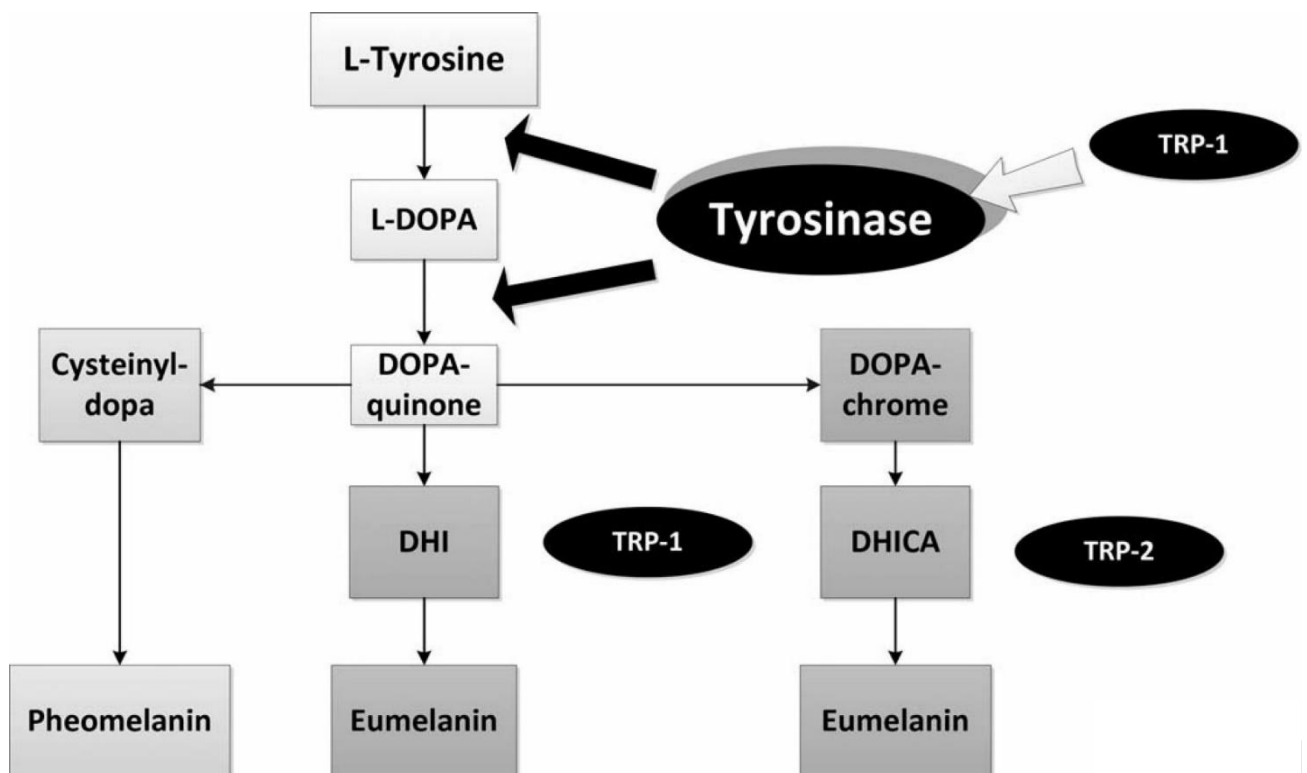 L-Tyrosine
TRP-1
L-DOPA
Tyrosinase
Cysteinyl-
dopa
DOPA-
quinone
DOPA-
chrome
DHI
TRP-1
DHICA
TRP-2
Pheomelanin
Eumelanin
Eumelanin